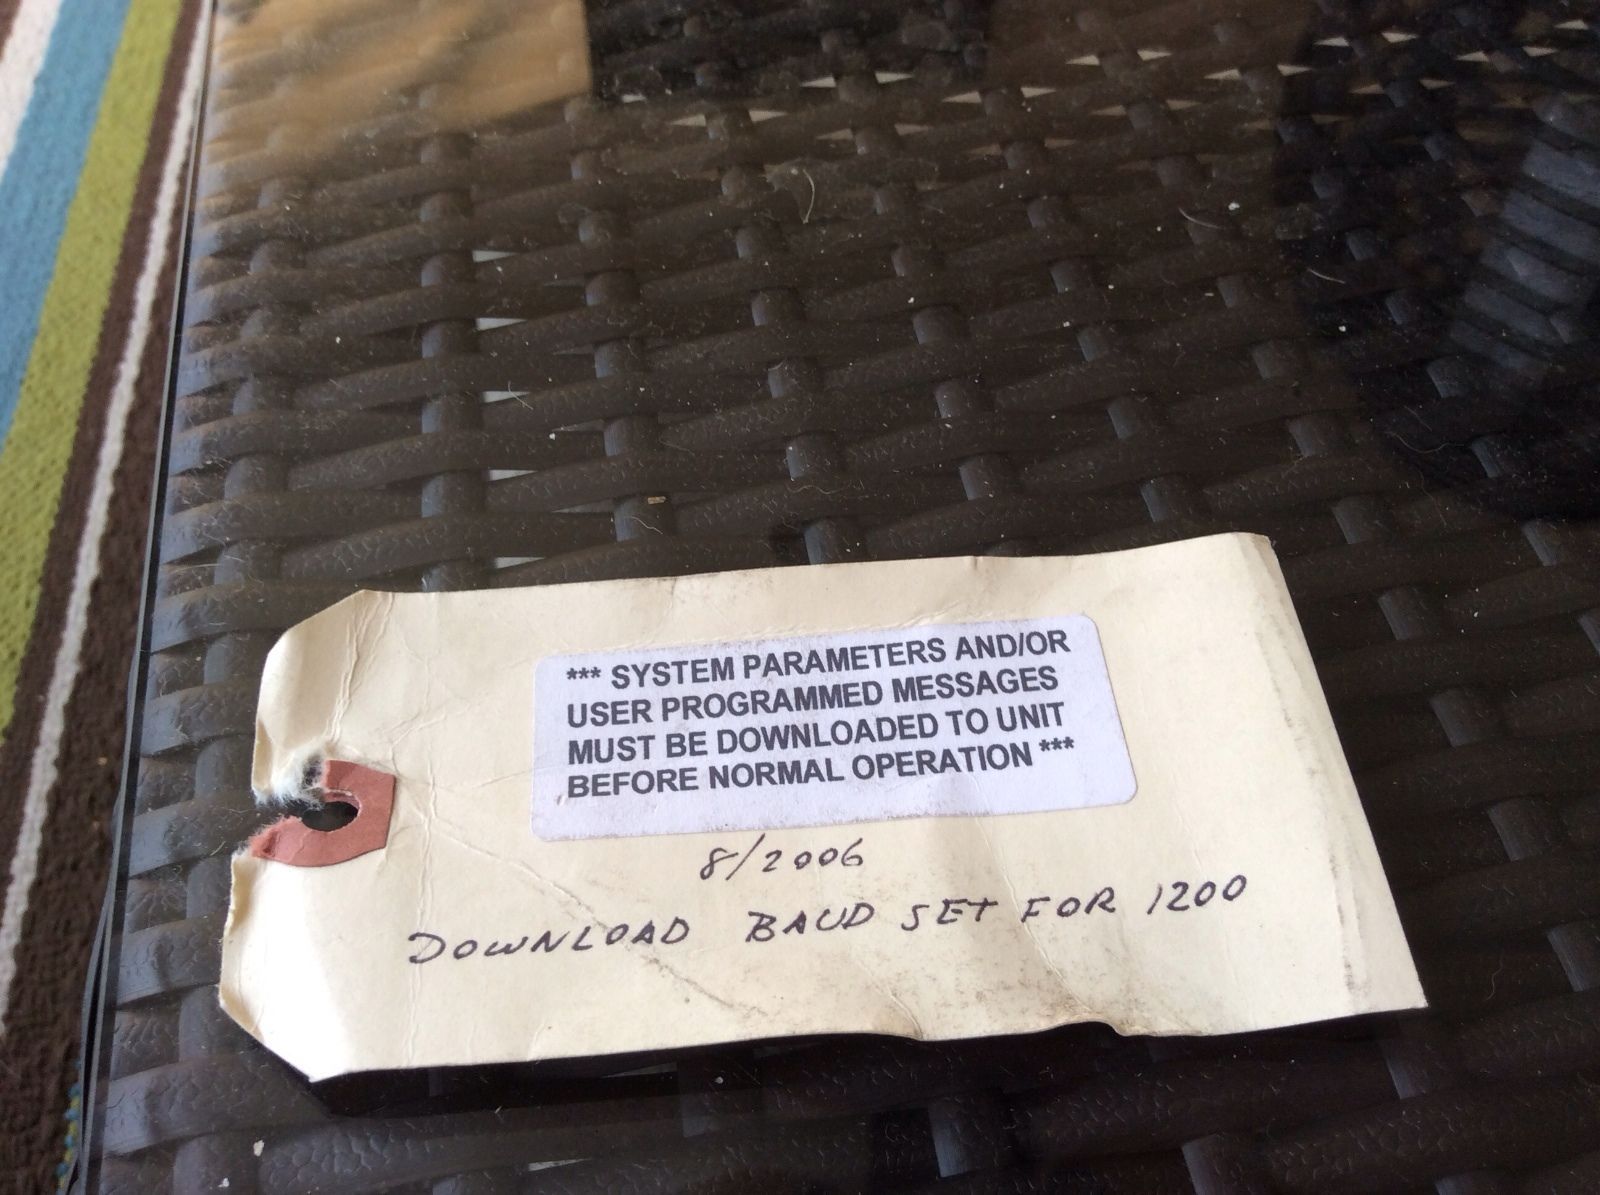 *** SYSTEM PARAMETERS AND/OR
USER PROGRAMMED MESSAGES
MUST BE DOWNLOADED TO UNIT
BEFORE NORMAL OPERATION ***
8/2006
DOWNLOAD BAUD SET FOR 1200